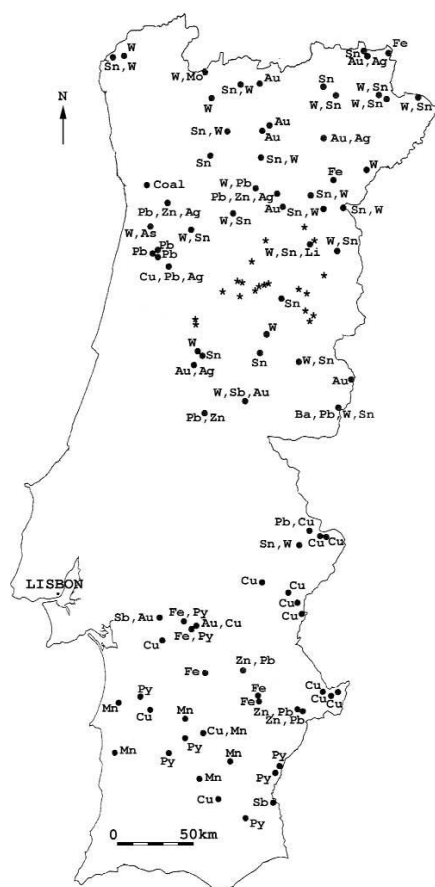 Fe
W
Sn,W
Sn
Au,Ag
W,Mo
Sn,W
Au
Sn
W
W,Sn
W,Sn
W,Sn
W,Sn
N
Au
Sn,W
Au
Au,Ag
Sn
Sn,W
W
Fe
Coal
W,Pb
Pb,Zn,Ag
Sn,W
Pb,Zn,Ag
Au
Sn,W
Sn,W
W,Sn
W,As
W,Sn
Pb
Pb
Pb
W,Sn,Li
W,Sn
Cu,Pb,Ag
Sn
W
W
Sn
Sn
W,Sn
Au,Ag
Au
W,Sb,Au
Pb/Zn
Ba,Pb
W,Sn
Pb,Cu
Cu
Cu
Sn,W
LISBON
Cu
Cu
Cu
Sb,Au
Fe,Py
Au,Cu
Fe,Py
Cu
Zn,Pb
Fe
Cu
Cu
Cu
Py
Fe
Fe
Mn
Cu
Mn
Zn,Pb
Zn,Pb
Cu,Mn
Py
Mn
Py
Mn
Py
Py
Mn
Cu
Sb
Py
0 50km